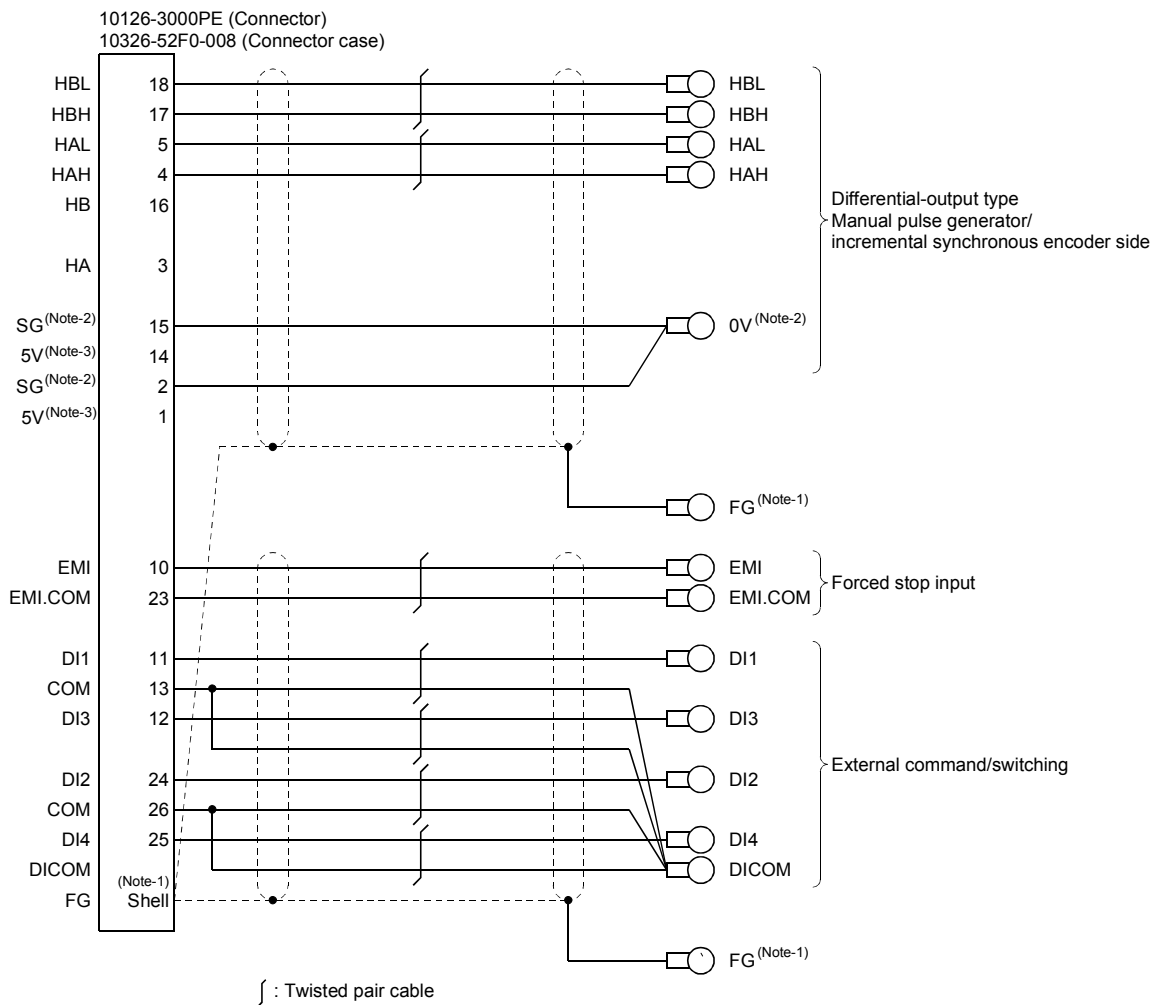 10126-3000PE (Connector)
10326-52F0-008 (Connector case)
HBL 18 HBL
HBH 17 HBH
HAL 5 HAL
HAH 4 HAH
HB 16
Differential-output type
Manual pulse generator/
incremental synchronous encoder side
HA 3
SG(Note-2) 15 0V(Note-2)
5V(Note-3) 14
SG(Note-2) 2
5V(Note-3) 1
FG(Note-1)
EMI 10 EMI
EMI.COM 23 EMI.COM
Forced stop input
DI1 11 DI1
COM 13
DI3 12 DI3
External command/switching
DI2 24 DI2
COM 26
DI4 25 DI4
DICOM DICOM
(Note-1)
FG Shell
FG(Note-1)
: Twisted pair cable